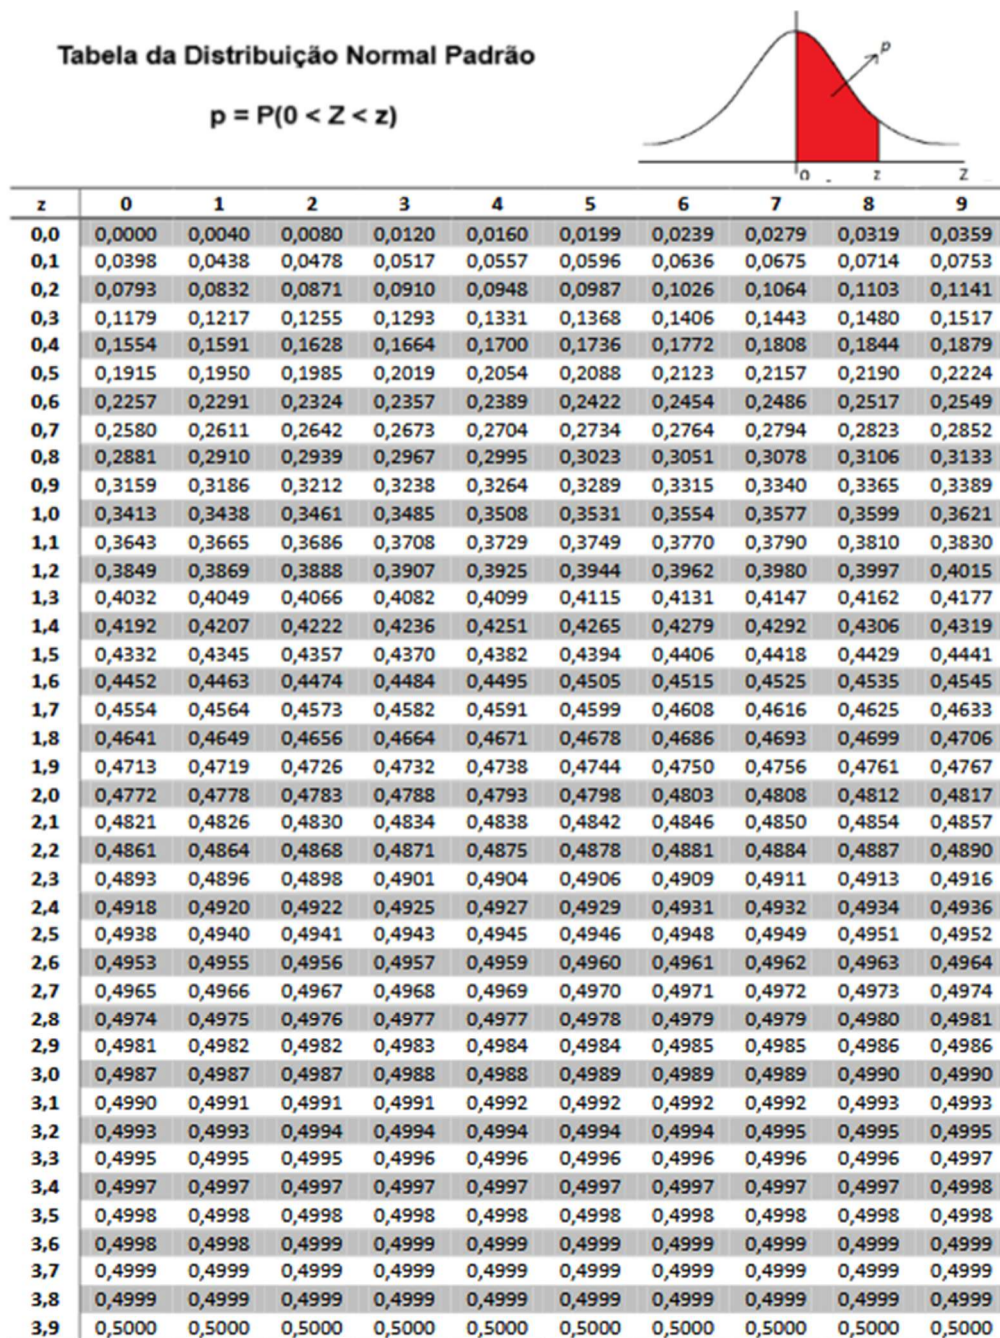 Tabela da Distribuição Normal Padrão
p = P(0 < Z < z)
p
0 z Z
z 0 1 2 3 4 5 6 7 8 9
0,0 0,0000 0,0040 0,0080 0,0120 0,0160 0,0199 0,0239 0,0279 0,0319 0,0359
0,1 0,0398 0,0438 0,0478 0,0517 0,0557 0,0596 0,0636 0,0675 0,0714 0,0753
0,2 0,0793 0,0832 0,0871 0,0910 0,0948 0,0987 0,1026 0,1064 0,1103 0,1141
0,3 0,1179 0,1217 0,1255 0,1293 0,1331 0,1368 0,1406 0,1443 0,1480 0,1517
0,4 0,1554 0,1591 0,1628 0,1664 0,1700 0,1736 0,1772 0,1808 0,1844 0,1879
0,5 0,1915 0,1950 0,1985 0,2019 0,2054 0,2088 0,2123 0,2157 0,2190 0,2224
0,6 0,2257 0,2291 0,2324 0,2357 0,2389 0,2422 0,2454 0,2486 0,2517 0,2549
0,7 0,2580 0,2611 0,2642 0,2673 0,2704 0,2734 0,2764 0,2794 0,2823 0,2852
0,8 0,2881 0,2910 0,2939 0,2967 0,2995 0,3023 0,3051 0,3078 0,3106 0,3133
0,9 0,3159 0,3186 0,3212 0,3238 0,3264 0,3289 0,3315 0,3340 0,3365 0,3389
1,0 0,3413 0,3438 0,3461 0,3485 0,3508 0,3531 0,3554 0,3577 0,3599 0,3621
1,1 0,3643 0,3665 0,3686 0,3708 0,3729 0,3749 0,3770 0,3790 0,3810 0,3830
1,2 0,3849 0,3869 0,3888 0,3907 0,3925 0,3944 0,3962 0,3980 0,3997 0,4015
1,3 0,4032 0,4049 0,4066 0,4082 0,4099 0,4115 0,4131 0,4147 0,4162 0,4177
1,4 0,4192 0,4207 0,4222 0,4236 0,4251 0,4265 0,4279 0,4292 0,4306 0,4319
1,5 0,4332 0,4345 0,4357 0,4370 0,4382 0,4394 0,4406 0,4418 0,4429 0,4441
1,6 0,4452 0,4463 0,4474 0,4484 0,4495 0,4505 0,4515 0,4525 0,4535 0,4545
1,7 0,4554 0,4564 0,4573 0,4582 0,4591 0,4599 0,4608 0,4616 0,4625 0,4633
1,8 0,4641 0,4649 0,4656 0,4664 0,4671 0,4678 0,4686 0,4693 0,4699 0,4706
1,9 0,4713 0,4719 0,4726 0,4732 0,4738 0,4744 0,4750 0,4756 0,4761 0,4767
2,0 0,4772 0,4778 0,4783 0,4788 0,4793 0,4798 0,4803 0,4808 0,4812 0,4817
2,1 0,4821 0,4826 0,4830 0,4834 0,4838 0,4842 0,4846 0,4850 0,4854 0,4857
2,2 0,4861 0,4864 0,4868 0,4871 0,4875 0,4878 0,4881 0,4884 0,4887 0,4890
2,3 0,4893 0,4896 0,4898 0,4901 0,4904 0,4906 0,4909 0,4911 0,4913 0,4916
2,4 0,4918 0,4920 0,4922 0,4925 0,4927 0,4929 0,4931 0,4932 0,4934 0,4936
2,5 0,4938 0,4940 0,4941 0,4943 0,4945 0,4946 0,4948 0,4949 0,4951 0,4952
2,6 0,4953 0,4955 0,4956 0,4957 0,4959 0,4960 0,4961 0,4962 0,4963 0,4964
2,7 0,4965 0,4966 0,4967 0,4968 0,4969 0,4970 0,4971 0,4972 0,4973 0,4974
2,8 0,4974 0,4975 0,4976 0,4977 0,4977 0,4978 0,4979 0,4979 0,4980 0,4981
2,9 0,4981 0,4982 0,4982 0,4983 0,4984 0,4984 0,4985 0,4985 0,4986 0,4986
3,0 0,4987 0,4987 0,4987 0,4988 0,4988 0,4989 0,4989 0,4989 0,4990 0,4990
3,1 0,4990 0,4991 0,4991 0,4991 0,4992 0,4992 0,4992 0,4992 0,4993 0,4993
3,2 0,4993 0,4993 0,4994 0,4994 0,4994 0,4994 0,4994 0,4995 0,4995 0,4995
3,3 0,4995 0,4995 0,4995 0,4996 0,4996 0,4996 0,4996 0,4996 0,4996 0,4997
3,4 0,4997 0,4997 0,4997 0,4997 0,4997 0,4997 0,4997 0,4997 0,4997 0,4998
3,5 0,4998 0,4998 0,4998 0,4998 0,4998 0,4998 0,4998 0,4998 0,4998 0,4998
3,6 0,4998 0,4998 0,4999 0,4999 0,4999 0,4999 0,4999 0,4999 0,4999 0,4999
3,7 0,4999 0,4999 0,4999 0,4999 0,4999 0,4999 0,4999 0,4999 0,4999 0,4999
3,8 0,4999 0,4999 0,4999 0,4999 0,4999 0,4999 0,4999 0,4999 0,4999 0,4999
3,9 0,5000 0,5000 0,5000 0,5000 0,5000 0,5000 0,5000 0,5000 0,5000 0,5000